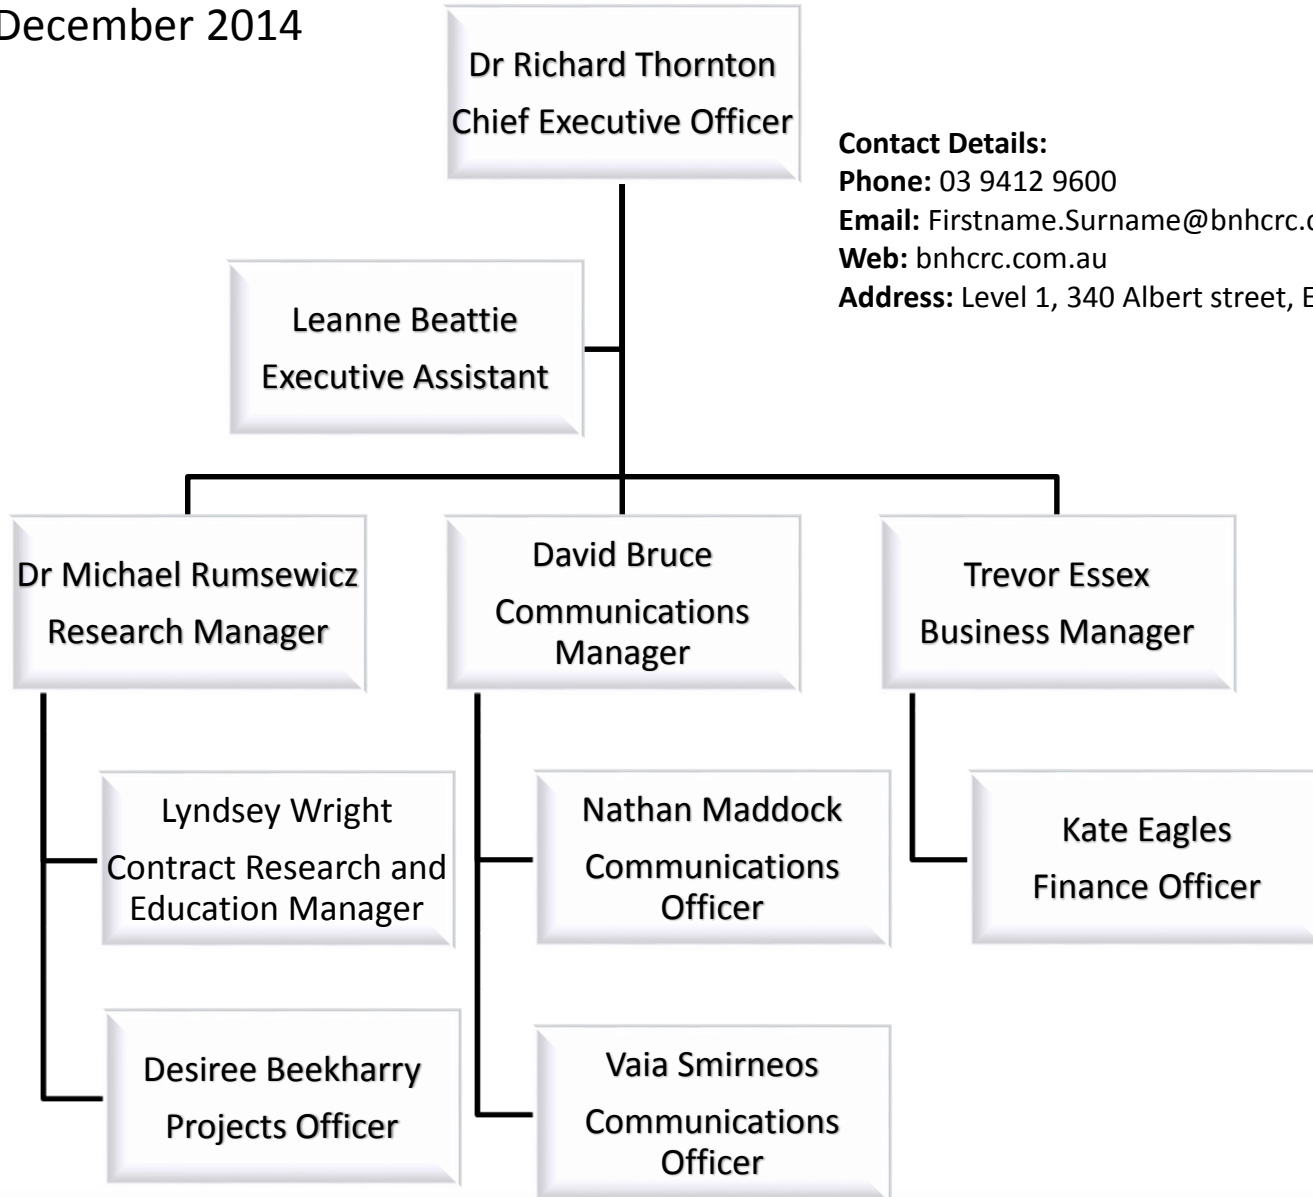 December 2014
Dr Richard Thornton
Chief Executive Officer
Contact Details:
Phone: 03 9412 9600
Email: Firstname.Surname@bnhcrc.c
Web: bnhcrc.com.au
Address: Level 1, 340 Albert street, E
Leanne Beattie
Executive Assistant
Dr Michael Rumsewicz
Research Manager
David Bruce
Communications
Manager
Trevor Essex
Business Manager
Lyndsey Wright
Contract Research and
Education Manager
Nathan Maddock
Communications
Officer
Kate Eagles
Finance Officer
Desiree Beekharry
Projects Officer
Vaia Smirneos
Communications
Officer